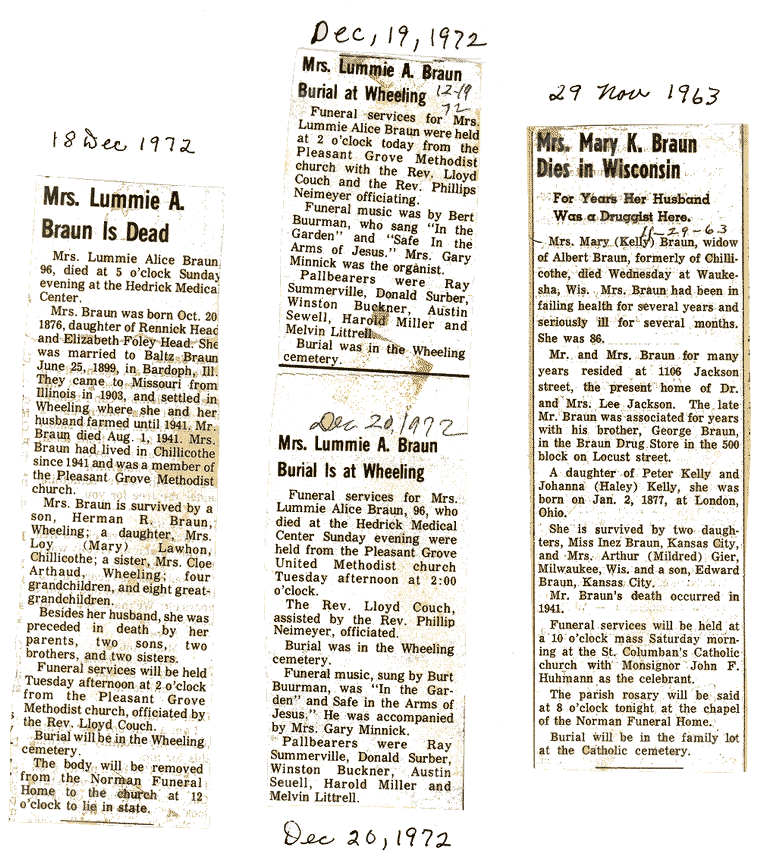 18 Dec 1972
Mrs. Lummie A.
Braun Is Dead
Mrs. Lummie Alice Braun,
96, died at 5 o'clock Sunday
evening at the Hedrick Medical
Center.
Mrs. Braun was born Oct. 20
1876, daughter of Rennick Head
and Elizabeth Foley Head. She
was married to Baltz Braun
June 25, 1899, in Bardoph, Ill.
They came to Missouri from
Illinois in 1903, and settled in
Wheeling where she and her
husband farmed until 1941. Mr.
Braun died Aug. 1, 1941. Mrs.
Braun had lived in Chillicothe
since 1941 and was a member of
the Pleasant Grove Methodist
church.
Mrs. Braun is survived by a
son, Herman R. Braun,
Wheeling; a daughter, Mrs.
Loy (Mary) Lawhon,
Chillicothe; a sister, Mrs. Cloe
Arthaud, Wheeling; four
grandchildren, and eight great-
grandchildren.
Besides her husband, she was
preceded in death by her
parents, two sons, two
brothers, and two sisters.
Funeral services will be held
Tuesday afternoon at 2 o'clock
from the Pleasant Grove
Methodist church, officiated by
the Rev. Lloyd Couch.
Burial will be in the Wheeling
cemetery.
The body will be removed
from the Norman Funeral
Home to the church at 12
o'clock to lie in state.
Dec, 19, 1972
Mrs. Lummie A. Braun
Burial at Wheeling 12-19
72
Funeral services for Mrs.
Lummie Alice Braun were held
at 2 o'clock today from the
Pleasant Grove Methodist
church with the Rev. Lloyd
Couch and the Rev. Phillips
Neimeyer officiating.
Funeral music was by Bert
Buurman, who sang "In the
Garden" and "Safe In the
Arms of Jesus." Mrs. Gary
Minnick was the organist.
Pallbearers were Ray
Summerville, Donald Surber,
Winston Buckner, Austin
Sewell, Harold Miller and
Melvin Littrell.
Burial was in the Wheeling
cemetery.
Dec 20, 1972
Mrs. Lummie A. Braun
Burial Is at Wheeling
Funeral services for Mrs.
Lummie Alice Braun, 96, who
died at the Hedrick Medical
Center Sunday evening were
held from the Pleasant Grove
United Methodist church
Tuesday afternoon at 2:00
o'clock.
The Rev. Lloyd Couch,
assisted by the Rev. Phillip
Neimeyer, officiated.
Burial was in the Wheeling
cemetery.
Funeral music, sung by Burt
Buurman, was "In the Gar-
den" and Safe in the Arms of
Jesus." He was accompanied
by Mrs. Gary Minnick.
Pallbearers were Ray
Summerville, Donald Surber,
Winston Buckner, Austin
Seuell, Harold Miller and
Melvin Littrell.
Dec 20, 1972
29 Nov 1963
Mrs. Mary K. Braun
Dies in Wisconsin
For Years Her Husband
Was a Druggist Here.
11-29-63
Mrs. Mary (Kelly) Braun, widow
of Albert Braun, formerly of Chilli-
cothe, died Wednesday at Wauke-
sha, Wis. Mrs. Braun had been in
failing health for several years and
seriously ill for several months.
She was 86.
Mr. and Mrs. Braun for many
years resided at 1106 Jackson
street, the present home of Dr.
and Mrs. Lee Jackson. The late
Mr. Braun was associated for years
with his brother, George Braun,
in the Braun Drug Store in the 500
block on Locust street.
A daughter of Peter Kelly and
Johanna (Haley) Kelly, she was
born on Jan. 2, 1877, at London,
Ohio.
She is survived by two daugh-
ters, Miss Inez Braun, Kansas City,
and Mrs. Arthur (Mildred) Gier,
Milwaukee, Wis. and a son, Edward
Braun, Kansas City.
Mr. Braun's death occurred in
1941.
Funeral services will be held at
a 10 o'clock mass Saturday morn-
ing at the St. Columban's Catholic
church with Monsignor John F.
Huhmann as the celebrant.
The parish rosary will be said
at 8 o'clock tonight at the chapel
of the Norman Funeral Home.
Burial will be in the family lot
at the Catholic cemetery.